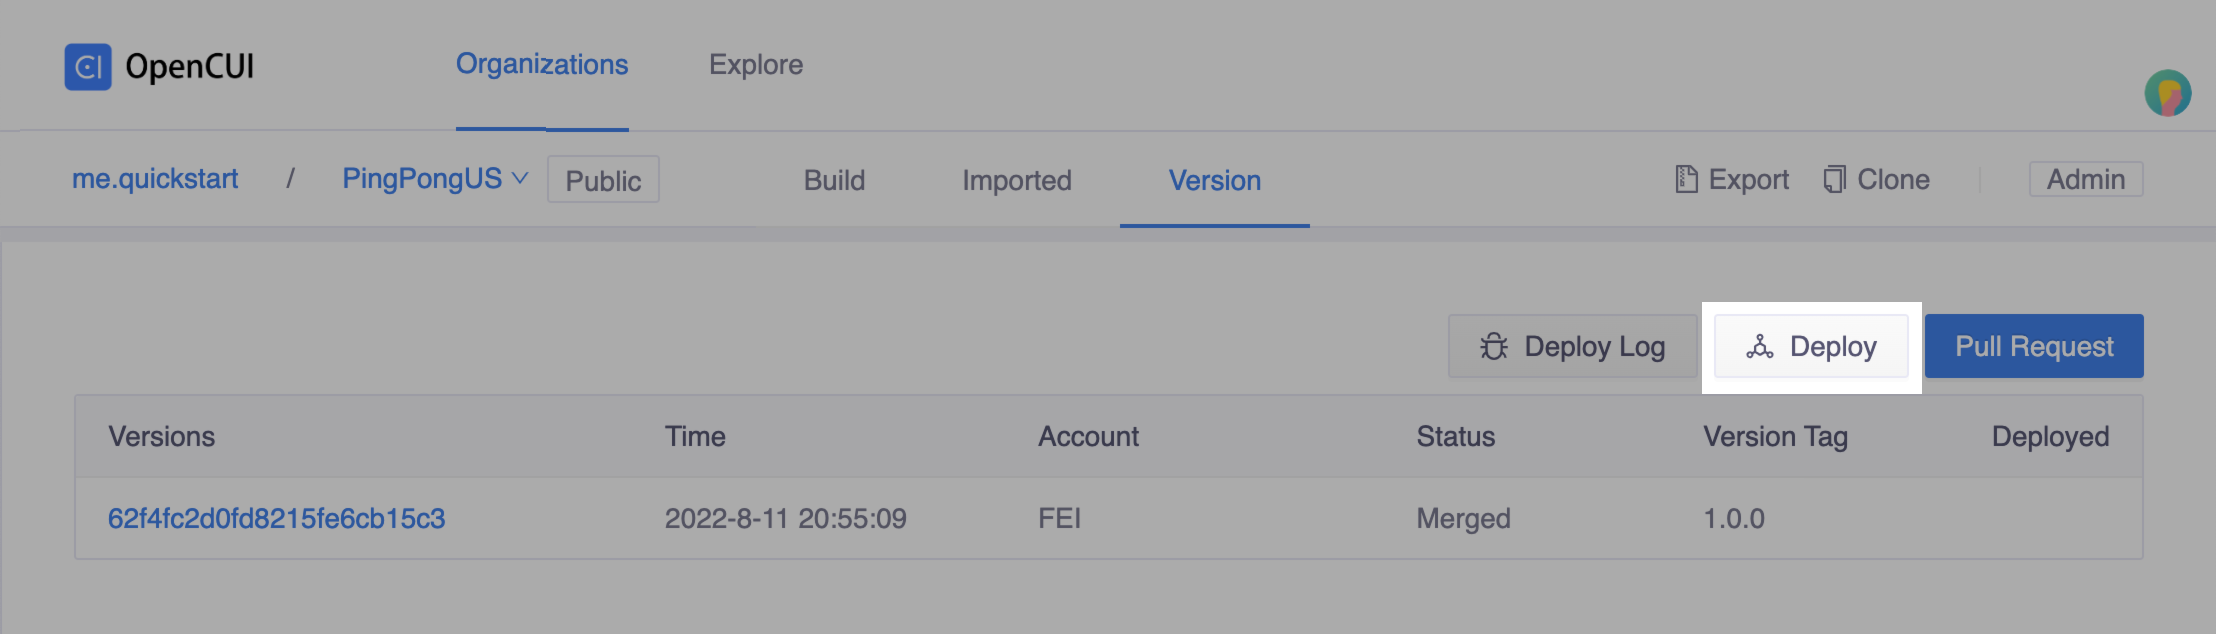 CI OpenCUI Organizations Explore
me.quickstart / PingPongUS Public Build Imported Version Export Clone Admin
Deploy Log Deploy Pull Request
Versions Time Account Status Version Tag Deployed
62f4fc2d0fd8215fe6cb15c3 2022-8-11 20:55:09 FEI Merged 1.0.0